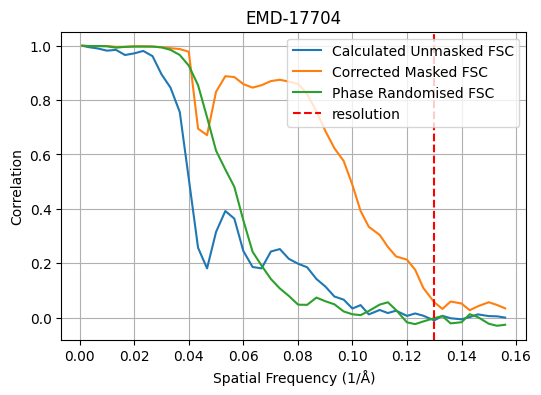 EMD-17704
1.0
0.8
0.6
0.4
0.2
0.0
Correlation
Calculated Unmasked FSC
Corrected Masked FSC
Phase Randomised FSC
resolution
0.00 0.02 0.04 0.06 0.08 0.10 0.12 0.14 0.16
Spatial Frequency (1/Å)